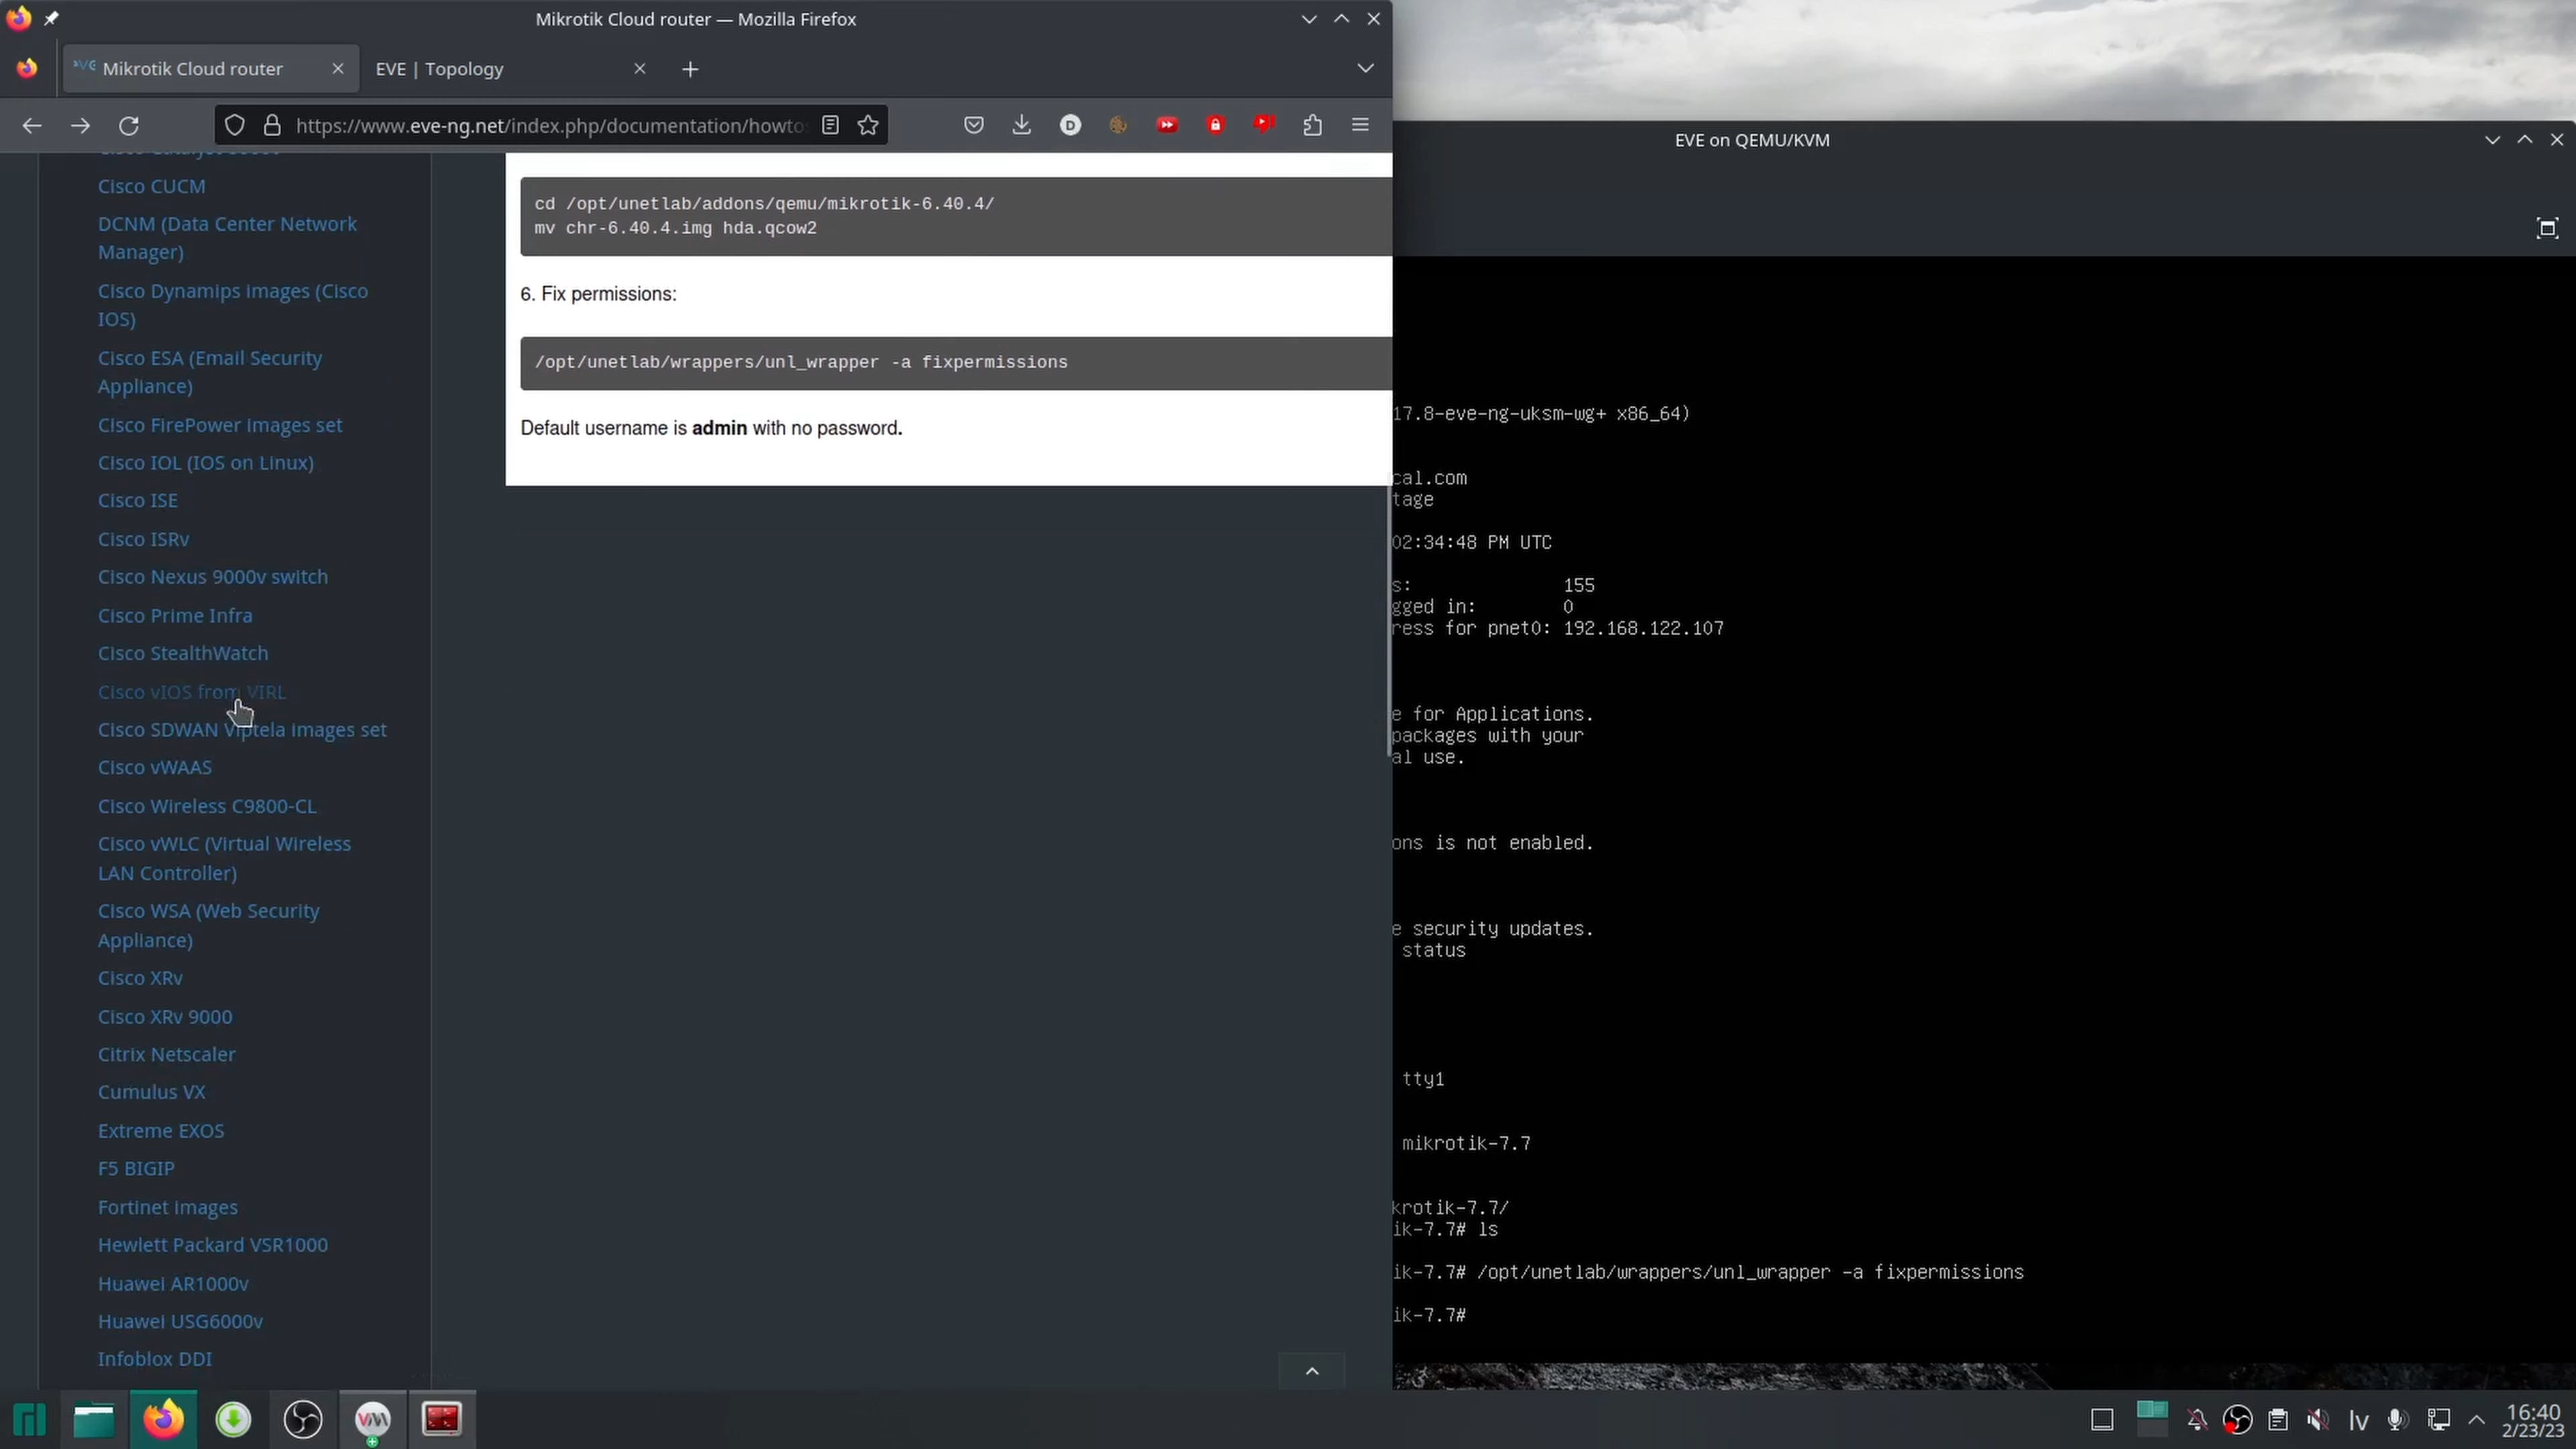 Mikrotik Cloud router — Mozilla Firefox
Mikrotik Cloud router
EVE | Topology
https://www.eve-ng.net/index.php/documentation/howto
Cisco CUCM
DCNM (Data Center Network
Manager)
Cisco Dynamips images (Cisco
IOS)
Cisco ESA (Email Security
Appliance)
Cisco FirePower images set
Cisco IOL (IOS on Linux)
Cisco ISE
Cisco ISRv
Cisco Nexus 9000v switch
Cisco Prime Infra
Cisco StealthWatch
Cisco vIOS from VIRL
Cisco SDWAN Viptela images set
Cisco vWAAS
Cisco Wireless C9800-CL
Cisco vWLC (Virtual Wireless
LAN Controller)
Cisco WSA (Web Security
Appliance)
Cisco XRv
Cisco XRv 9000
Citrix Netscaler
Cumulus VX
Extreme EXOS
F5 BIGIP
Fortinet images
Hewlett Packard VSR1000
Huawei AR1000v
Huawei USG6000v
Infoblox DDI
cd /opt/unetlab/addons/qemu/mikrotik-6.40.4/
mv chr-6.40.4.img hda.qcow2
6. Fix permissions:
/opt/unetlab/wrappers/unl_wrapper -a fixpermissions
Default username is admin with no password.
EVE on QEMU/KVM
17.8-eve-ng-uksm-wg+ x86_64)
cal.com
tage
02:34:48 PM UTC
s: 155
gged in: 0
ress for pnet0: 192.168.122.107
e for Applications.
packages with your
al use.
ons is not enabled.
e security updates.
status
tty1
mikrotik-7.7
krotik-7.7/
ik-7.7# ls
ik-7.7# /opt/unetlab/wrappers/unl_wrapper -a fixpermissions
ik-7.7#
lv
16:40
2/23/23